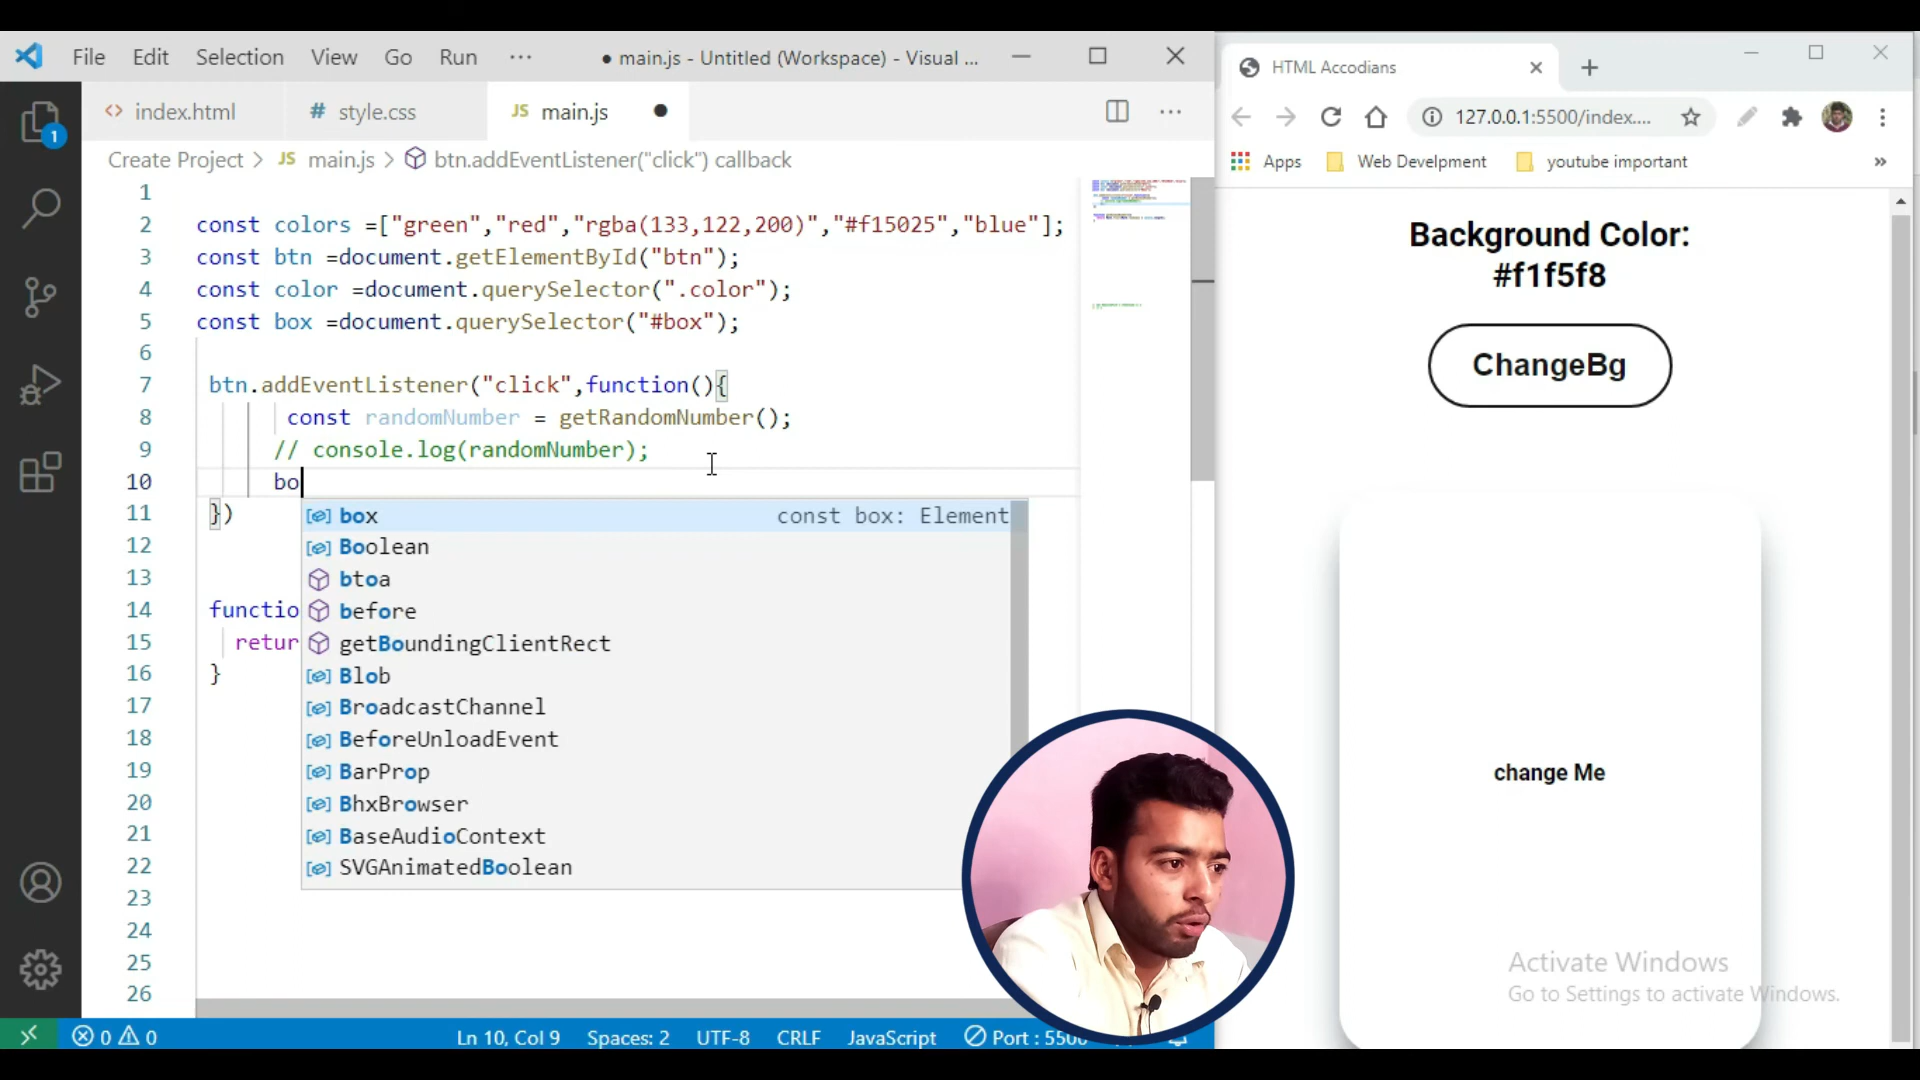 File Edit Selection View Go Run ··· ● main.js - Untitled (Workspace) - Visual ...
<> index.html # style.css JS main.js ●
Create Project > JS main.js > btn.addEventListener("click") callback
1
2 const colors =["green","red","rgba(133,122,200)","#f15025","blue"];
3 const btn =document.getElementById("btn");
4 const color =document.querySelector(".color");
5 const box =document.querySelector("#box");
6
7 btn.addEventListener("click",function(){
8 const randomNumber = getRandomNumber();
9 // console.log(randomNumber);
10 bo
11 })
12
13
14 functio
15 retur
16 }
17
18
19
20
21
22
23
24
25
26
box const box: Element
Boolean
btoa
before
getBoundingClientRect
Blob
BroadcastChannel
BeforeUnloadEvent
BarProp
BhxBrowser
BaseAudioContext
SVGAnimatedBoolean
1
0 0 Ln 10, Col 9 Spaces: 2 UTF-8 CRLF JavaScript Port : 5500
HTML Accodians
127.0.0.1:5500/index....
Apps Web Develpment youtube important »
Background Color:
#f1f5f8
ChangeBg
change Me
Activate Windows
Go to Settings to activate Windows.